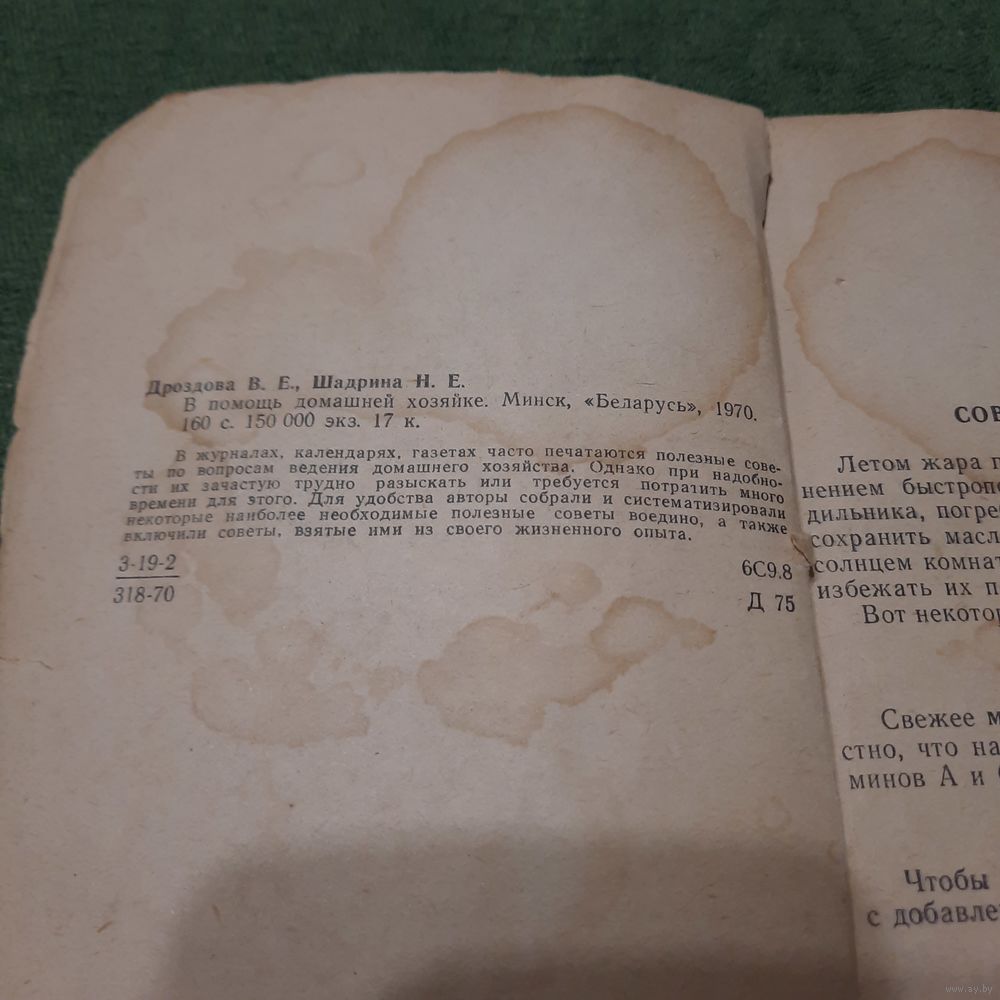 Дроздова В. Е., Шадрина Н. Е.
В помощь домашней хозяйке. Минск, «Беларусь», 1970.
160 с. 150 000 экз. 17 к.
В журналах, календарях, газетах часто печатаются полезные сове-
ты по вопросам ведения домашнего хозяйства. Однако при надобно-
сти их зачастую трудно разыскать или требуется потратить много
времени для этого. Для удобства авторы собрали и систематизировали
некоторые наиболее необходимые полезные советы воедино, а также
включили советы, взятые ими из своего жизненного опыта.
3-19-2
318-70
6С9.8
Д 75
СОВ
Летом жара п
нением быстропо
дильника, погреб
сохранить масл
солнцем комнат
избежать их п
Вот некотор
Свежее м
стно, что на
минов А и
Чтобы
с добавле
www.ay.by